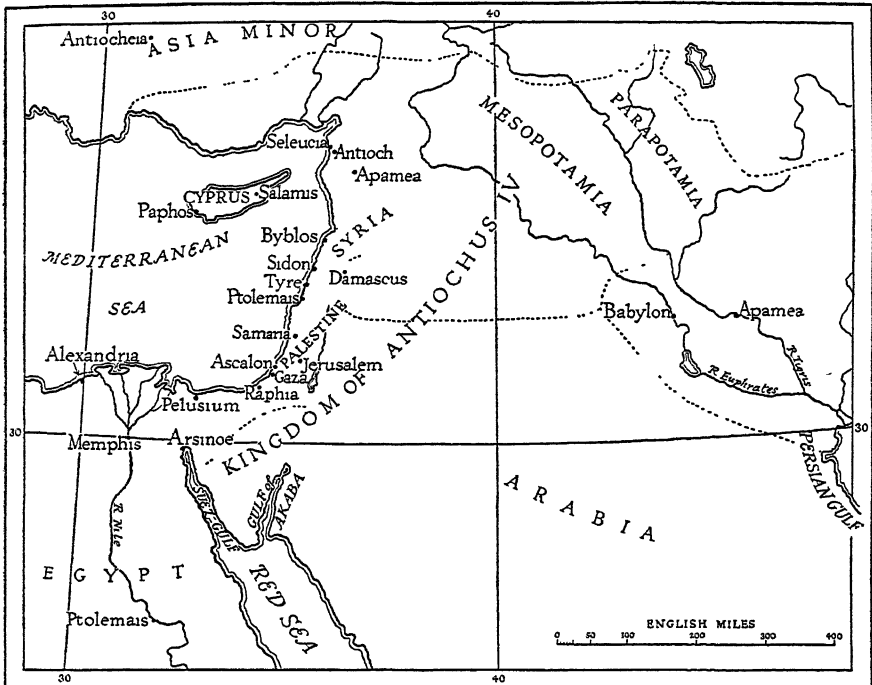 30
40
Antiocheia
ASIA MINOR
MESOPOTAMIA
PARAPOTAMIA
Seleucia
Antioch
Apamea
CYPRUS
Salamis
Paphos
MEDITERRANEAN
SEA
Byblos
SYRIA
Sidon
Damascus
Tyre
Ptolemais
Samaria
PALESTINE
Ascalon
Jerusalem
Gaza
Raphia
KINGDOM OF ANTIOCHUS IV
Babylon
Apamea
R. Tigris
R. Euphrates
Alexandria
Pelusium
30
30
Memphis
Arsinoe
PERSIAN GULF
SUEZ GULF
GULF of
AKABA
ARABIA
R. Nile
EGYPT
RED SEA
Ptolemais
ENGLISH MILES
0 50 100 200 300 400
30
40